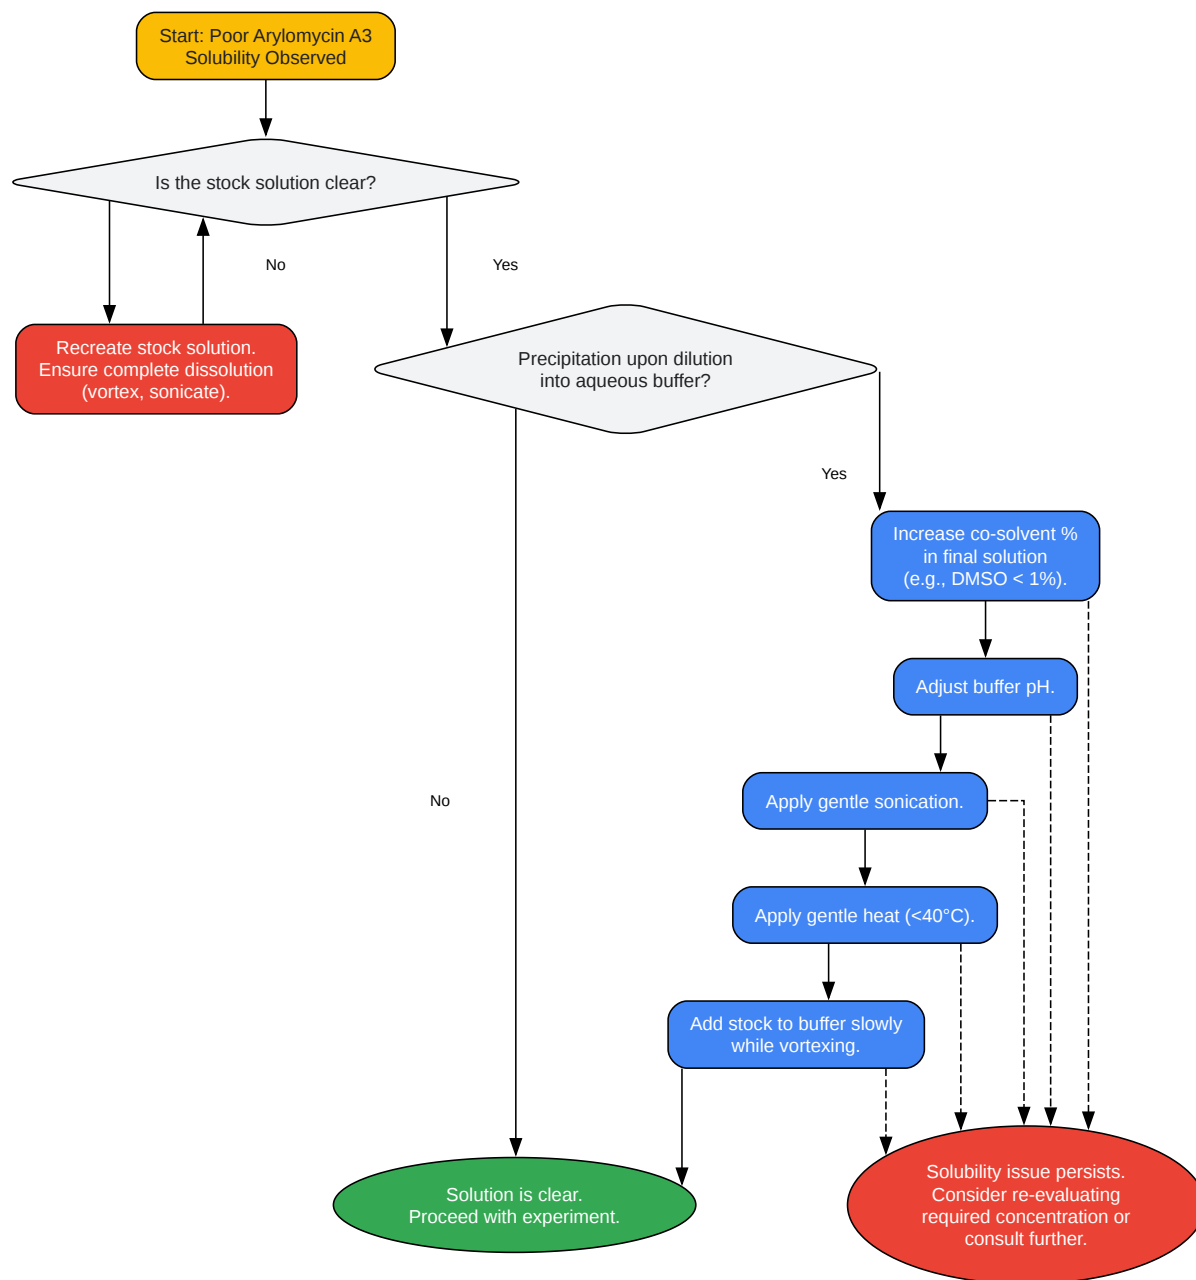 Start: Poor Arylomycin A3
Solubility Observed
Is the stock solution clear?
No
Yes
Recreate stock solution.
Ensure complete dissolution
(vortex, sonicate).
Precipitation upon dilution
into aqueous buffer?
Yes
Increase co-solvent %
in final solution
(e.g., DMSO < 1%).
Adjust buffer pH.
No
Apply gentle sonication.
Apply gentle heat (<40°C).
Add stock to buffer slowly
while vortexing.
Solution is clear.
Proceed with experiment.
Solubility issue persists.
Consider re-evaluating
required concentration or
consult further.